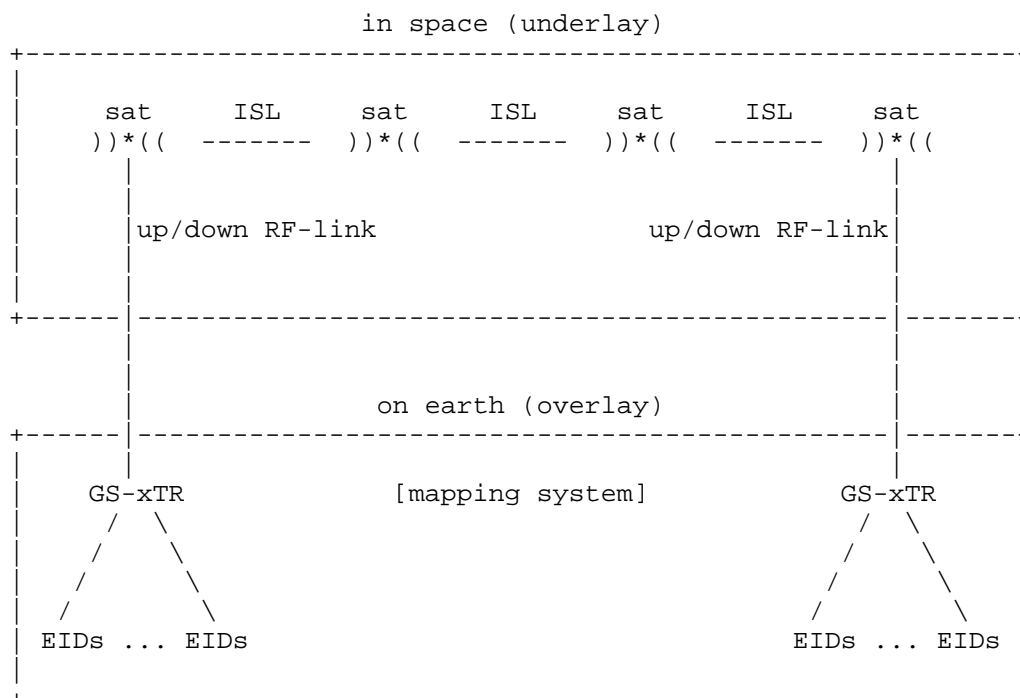 in space (underlay)
sat ISL sat ISL sat ISL sat
))*(( ------- ))*(( ------- ))*(( ------- ))*((
up/down RF-link up/down RF-link
on earth (overlay)
GS-xTR [mapping system] GS-xTR
EIDs ... EIDs EIDs ... EIDs